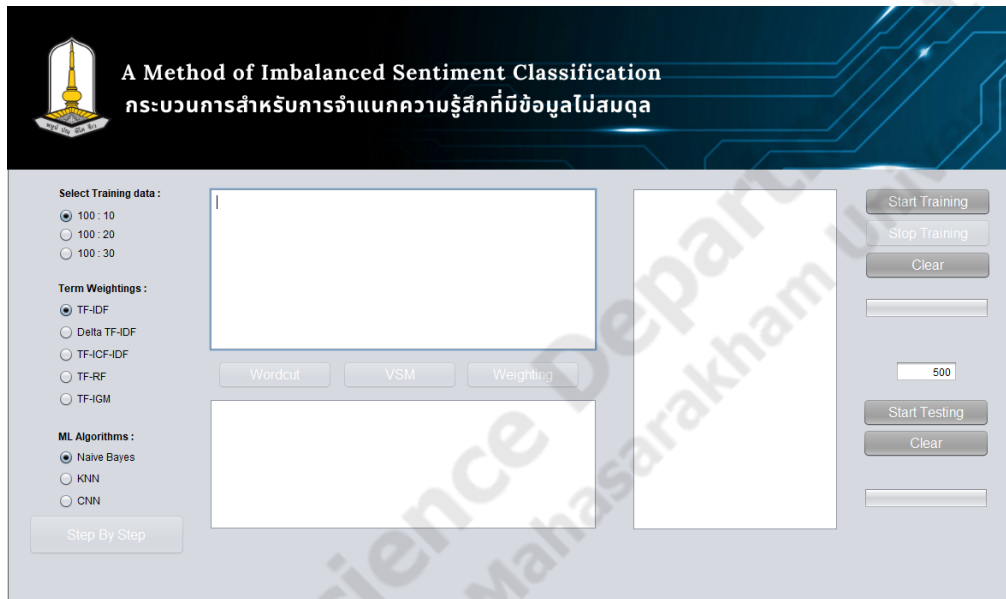 A Method of Imbalanced Sentiment Classification
กระบวนการสำหรับการจำแนกความรู้สึกที่มีข้อมูลไม่สมดุล
Select Training data :
100 : 10
100 : 20
100 : 30
Term Weightings :
TF-IDF
Delta TF-IDF
TF-ICF-IDF
TF-RF
TF-IGM
ML Algorithms :
Naive Bayes
KNN
CNN
Step By Step
Wordcut VSM Weighting
Start Training
Stop Training
Clear
500
Start Testing
Clear